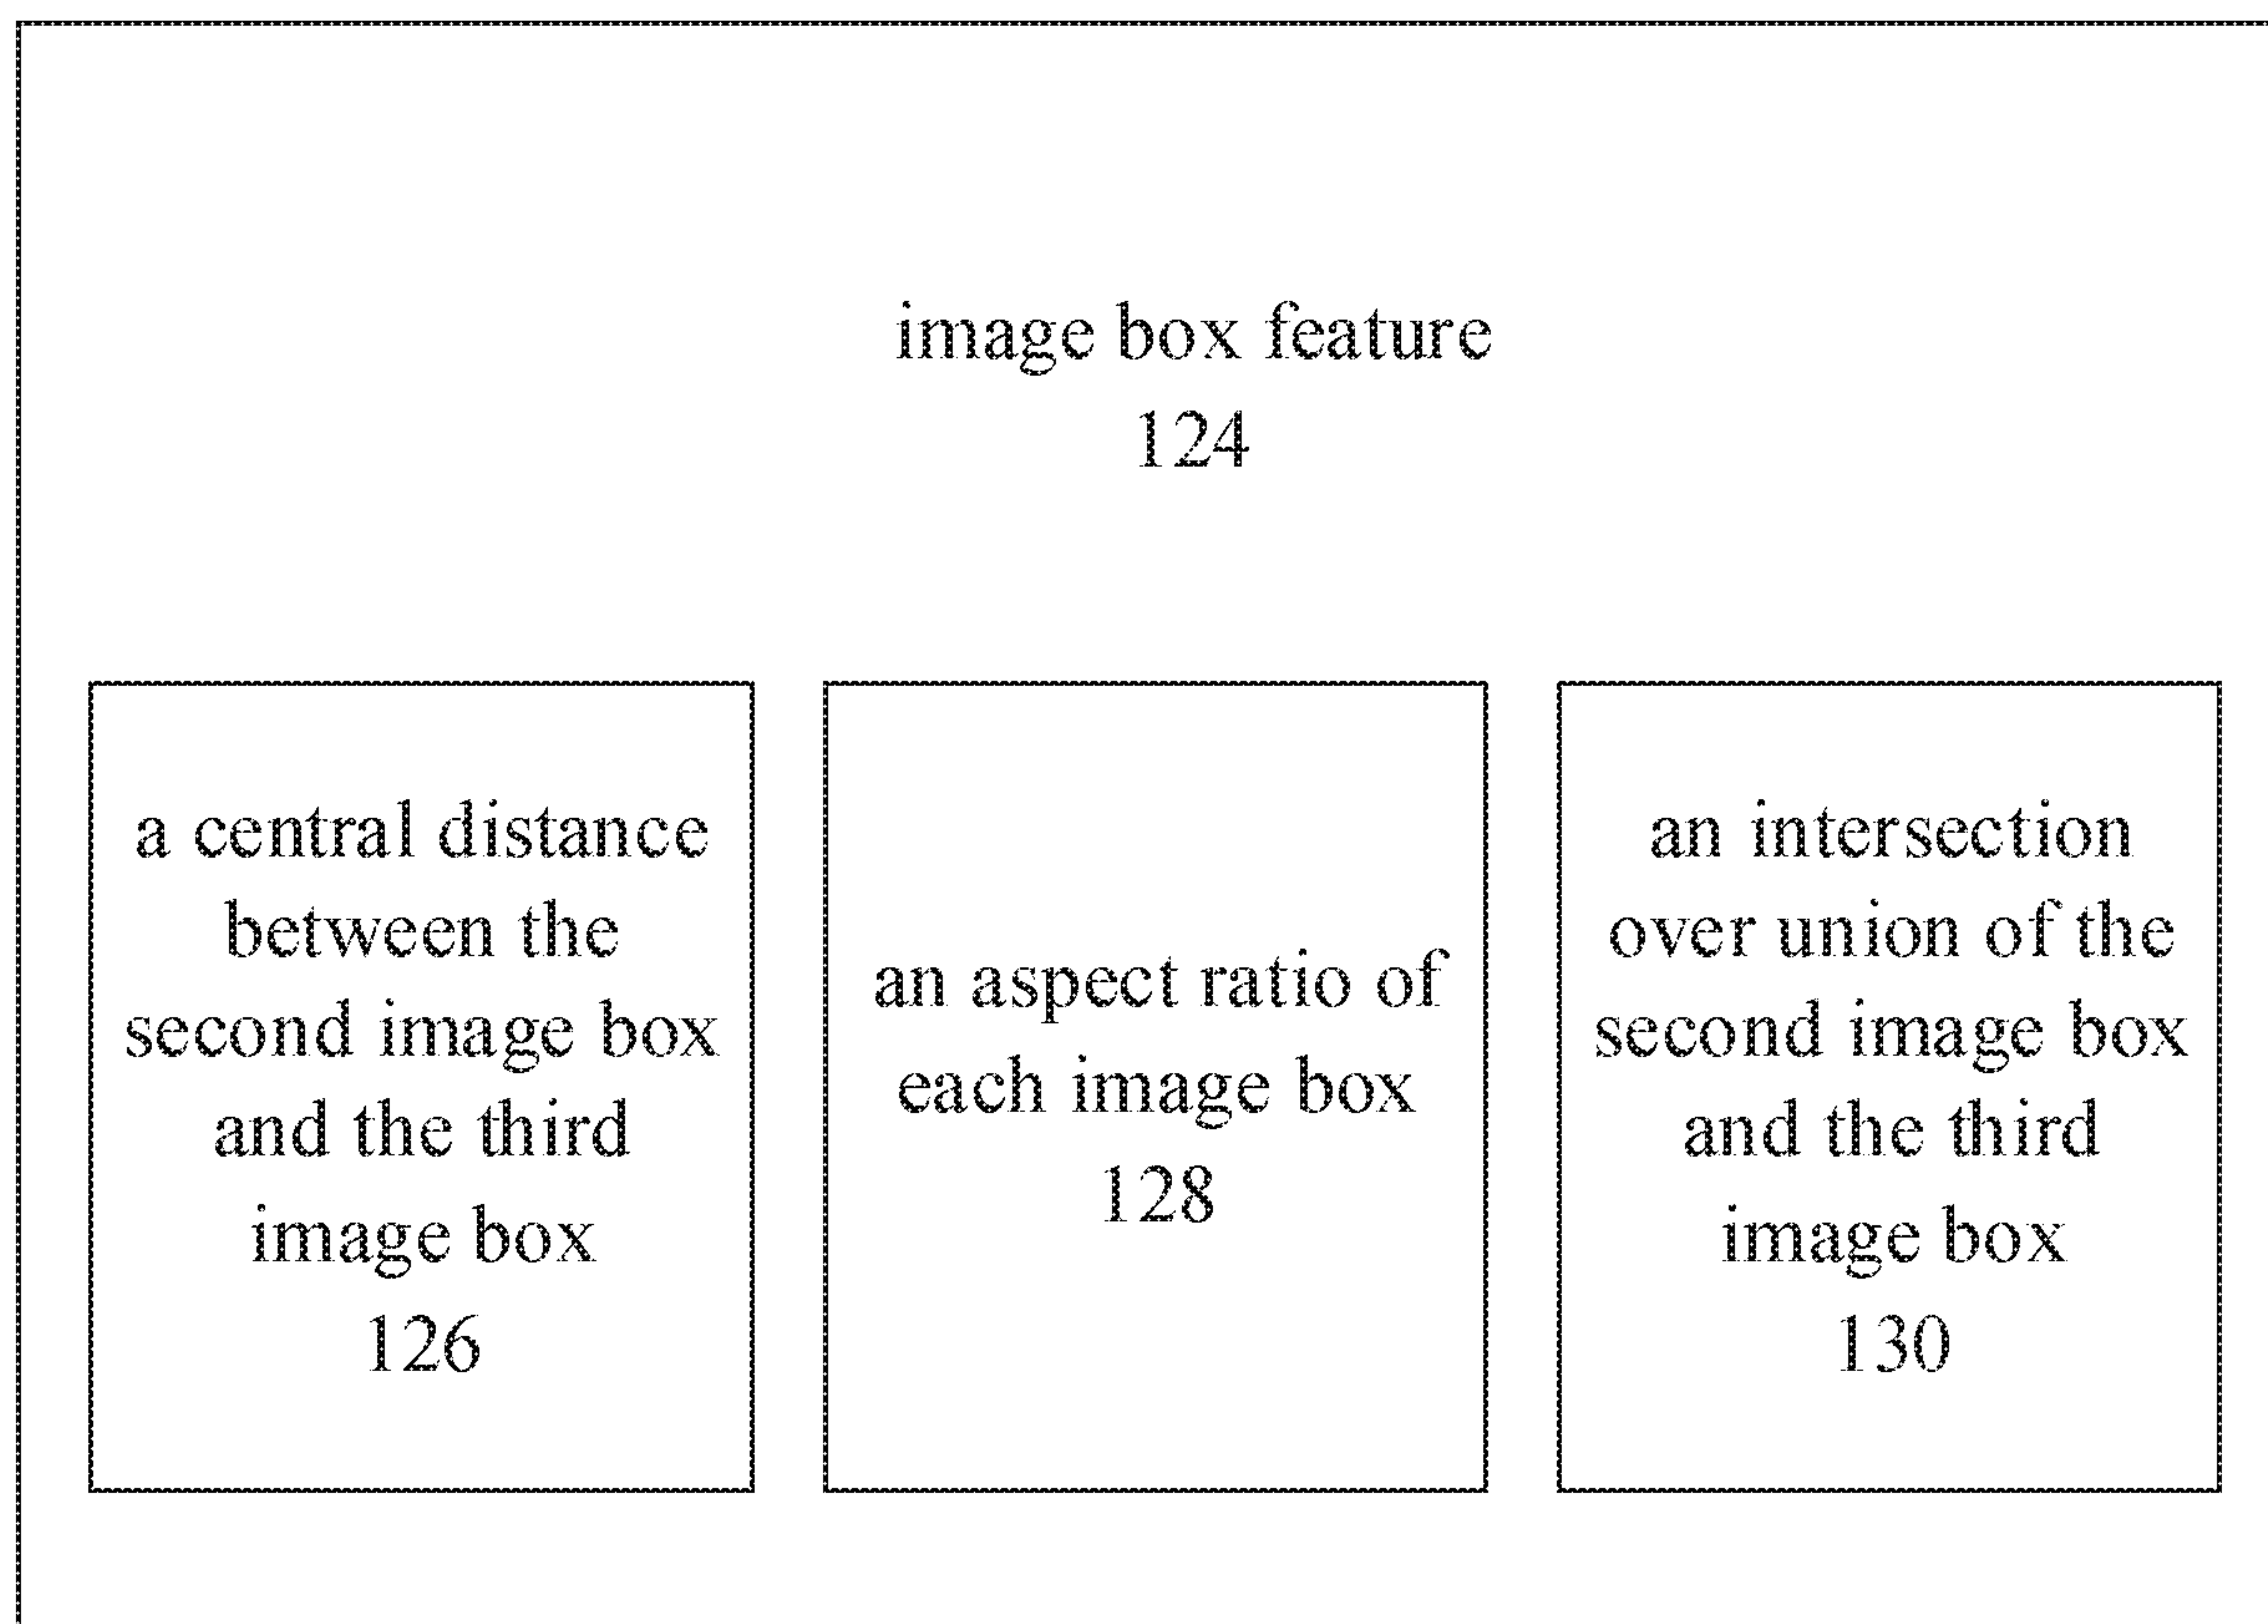 image box feature
124
a central distance
between the
second image box
and the third
image box
126
an aspect ratio of
each image box
128
an intersection
over union of the
second image box
and the third
image box
130